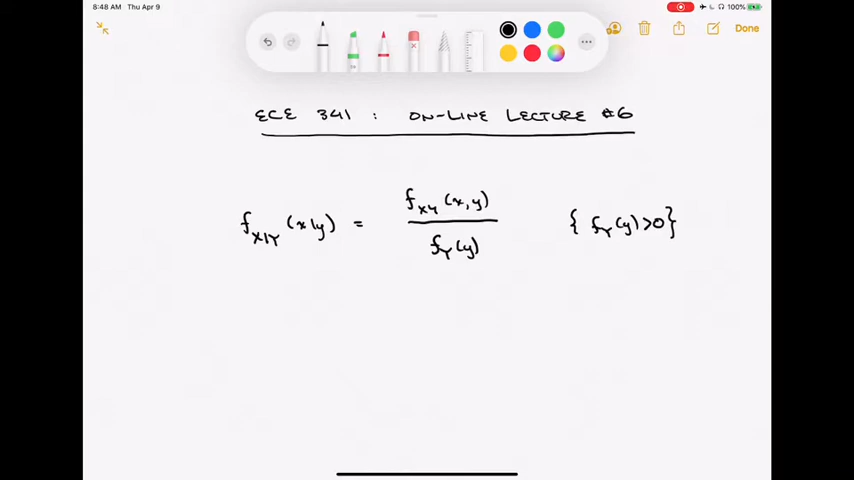 8:48 AM Thu Apr 9
100%
Done
ECE 341 : ON-LINE LECTURE #6
f_{X|Y}(x|y) = \frac{f_{XY}(x,y)}{f_Y(y)} { f_Y(y)>0}